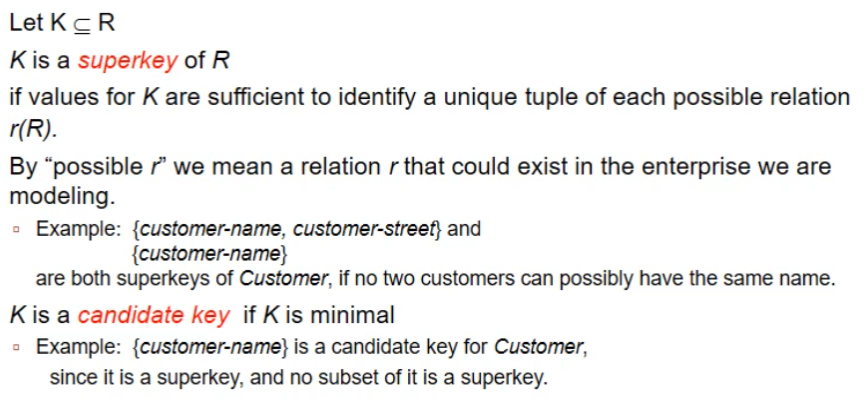 Let K ⊆ R
K is a superkey of R
if values for K are sufficient to identify a unique tuple of each possible relation
r(R).
By “possible r” we mean a relation r that could exist in the enterprise we are
modeling.
▫ Example: {customer-name, customer-street} and
{customer-name}
are both superkeys of Customer, if no two customers can possibly have the same name.
K is a candidate key if K is minimal
▫ Example: {customer-name} is a candidate key for Customer,
since it is a superkey, and no subset of it is a superkey.